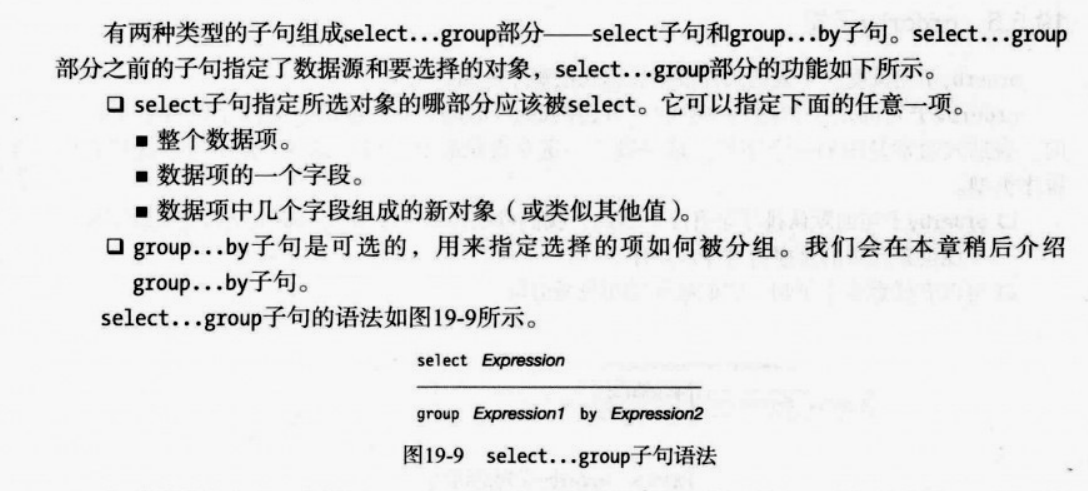 有两种类型的子句组成select...group部分——select子句和group...by子句。select...group
部分之前的子句指定了数据源和要选择的对象。select...group部分的功能如下所示。
❑ select子句指定所选对象的哪部分应该被select。它可以指定下面的任意一项。
■ 整个数据项。
■ 数据项的一个字段。
■ 数据项中几个字段组成的新对象（或类似其他值）。
❑ group...by子句是可选的，用来指定选择的项如何被分组。我们会在本章稍后介绍
group...by子句。
select...group子句的语法如图19-9所示。
select Expression
group Expression1 by Expression2
图19-9 select...group子句语法